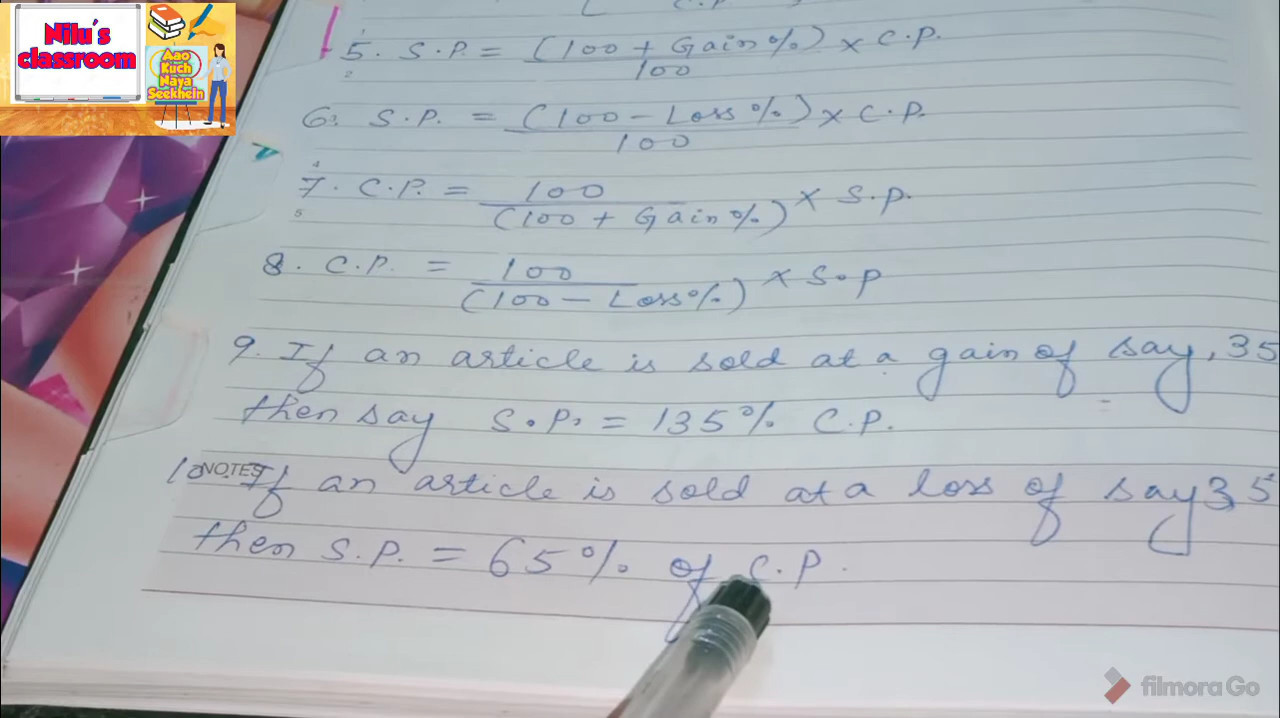 Nilu's
classroom
Aao
Kuch
Naya
Seekhein
C.P
5. S.P. = (100 + Gain%) × C.P.
100
6. S.P. = (100 - Loss%) × C.P.
100
7. C.P. = 100
(100 + Gain%) × S.P.
8. C.P. = 100
(100 - Loss%) × S.P
9. If an article is sold at a gain of say, 35
then say S.P. = 135% C.P.
NOTES
10. If an article is sold at a loss of say 35
then S.P. = 65% of C.P.
filmoraGo